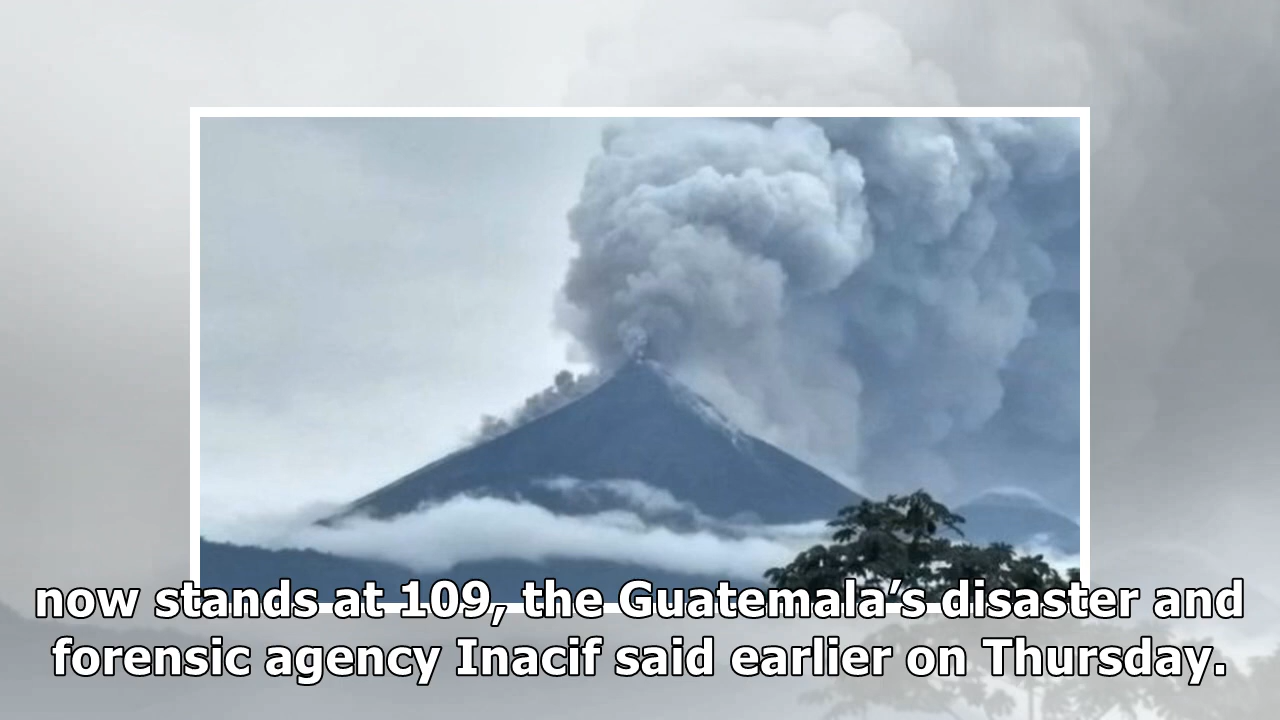 now stands at 109, the Guatemala’s disaster and
forensic agency Inacif said earlier on Thursday.